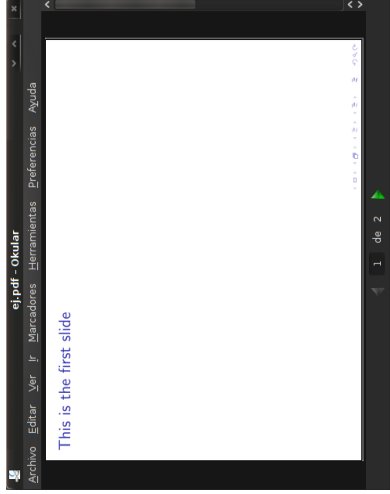 ej.pdf - Okular
Archivo Editar Ver Ir Marcadores Herramientas Preferencias Ayuda
This is the first slide
1 de 2